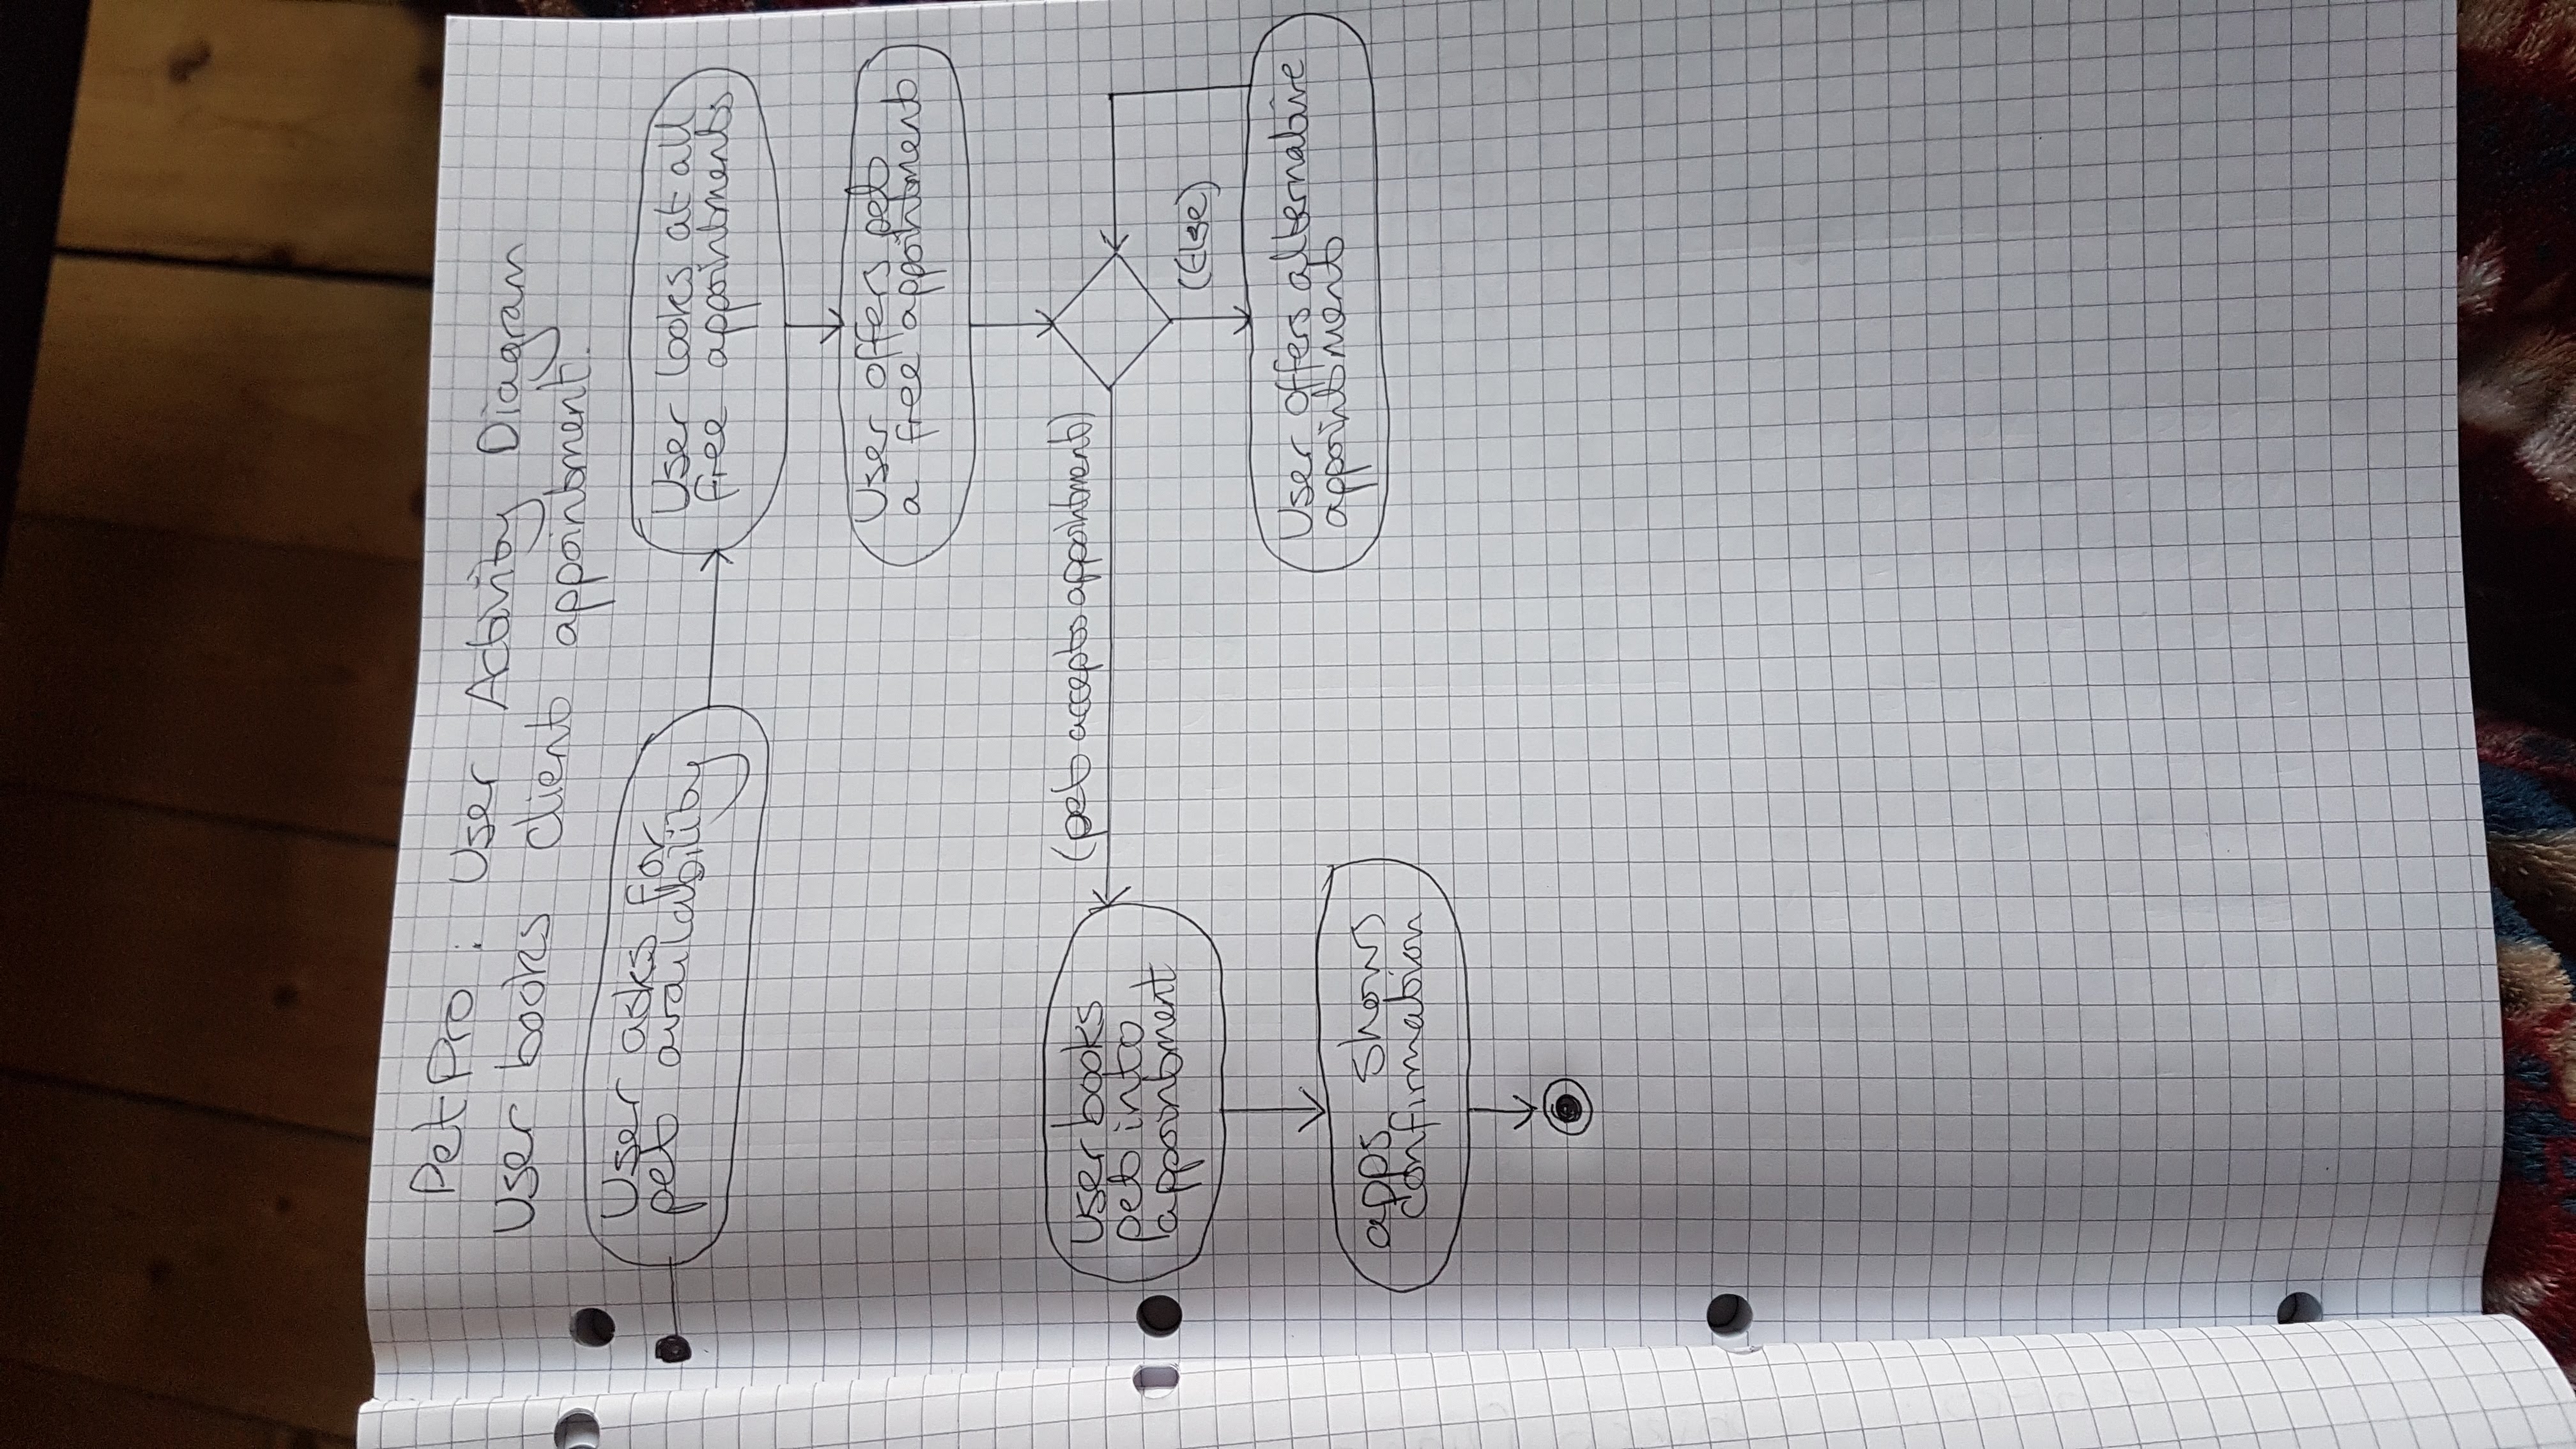 PetPro : User Activity Diagram
User books client appointment.
User asks for
pet availability
User looks at all
free appointments
User offers pet
a free appointment
(pet accepts appointment)
User books
pet into
appointment
(Else)
User offers alternative
appointment
apps shows
confirmation